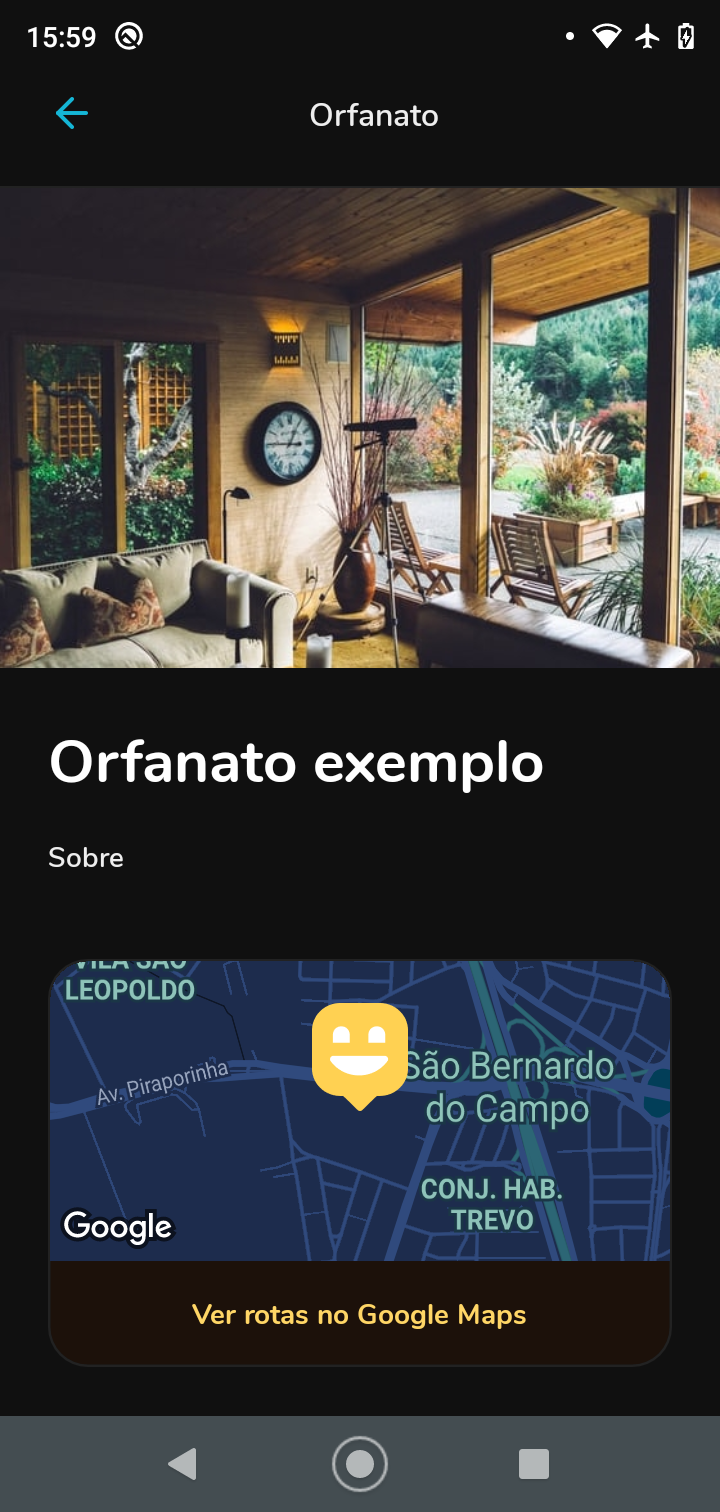 15:59
Orfanato
Orfanato exemplo
Sobre
VILA SÃO
LEOPOLDO
Av. Piraporinha
São Bernardo
do Campo
CONJ. HAB.
TREVO
Google
Ver rotas no Google Maps